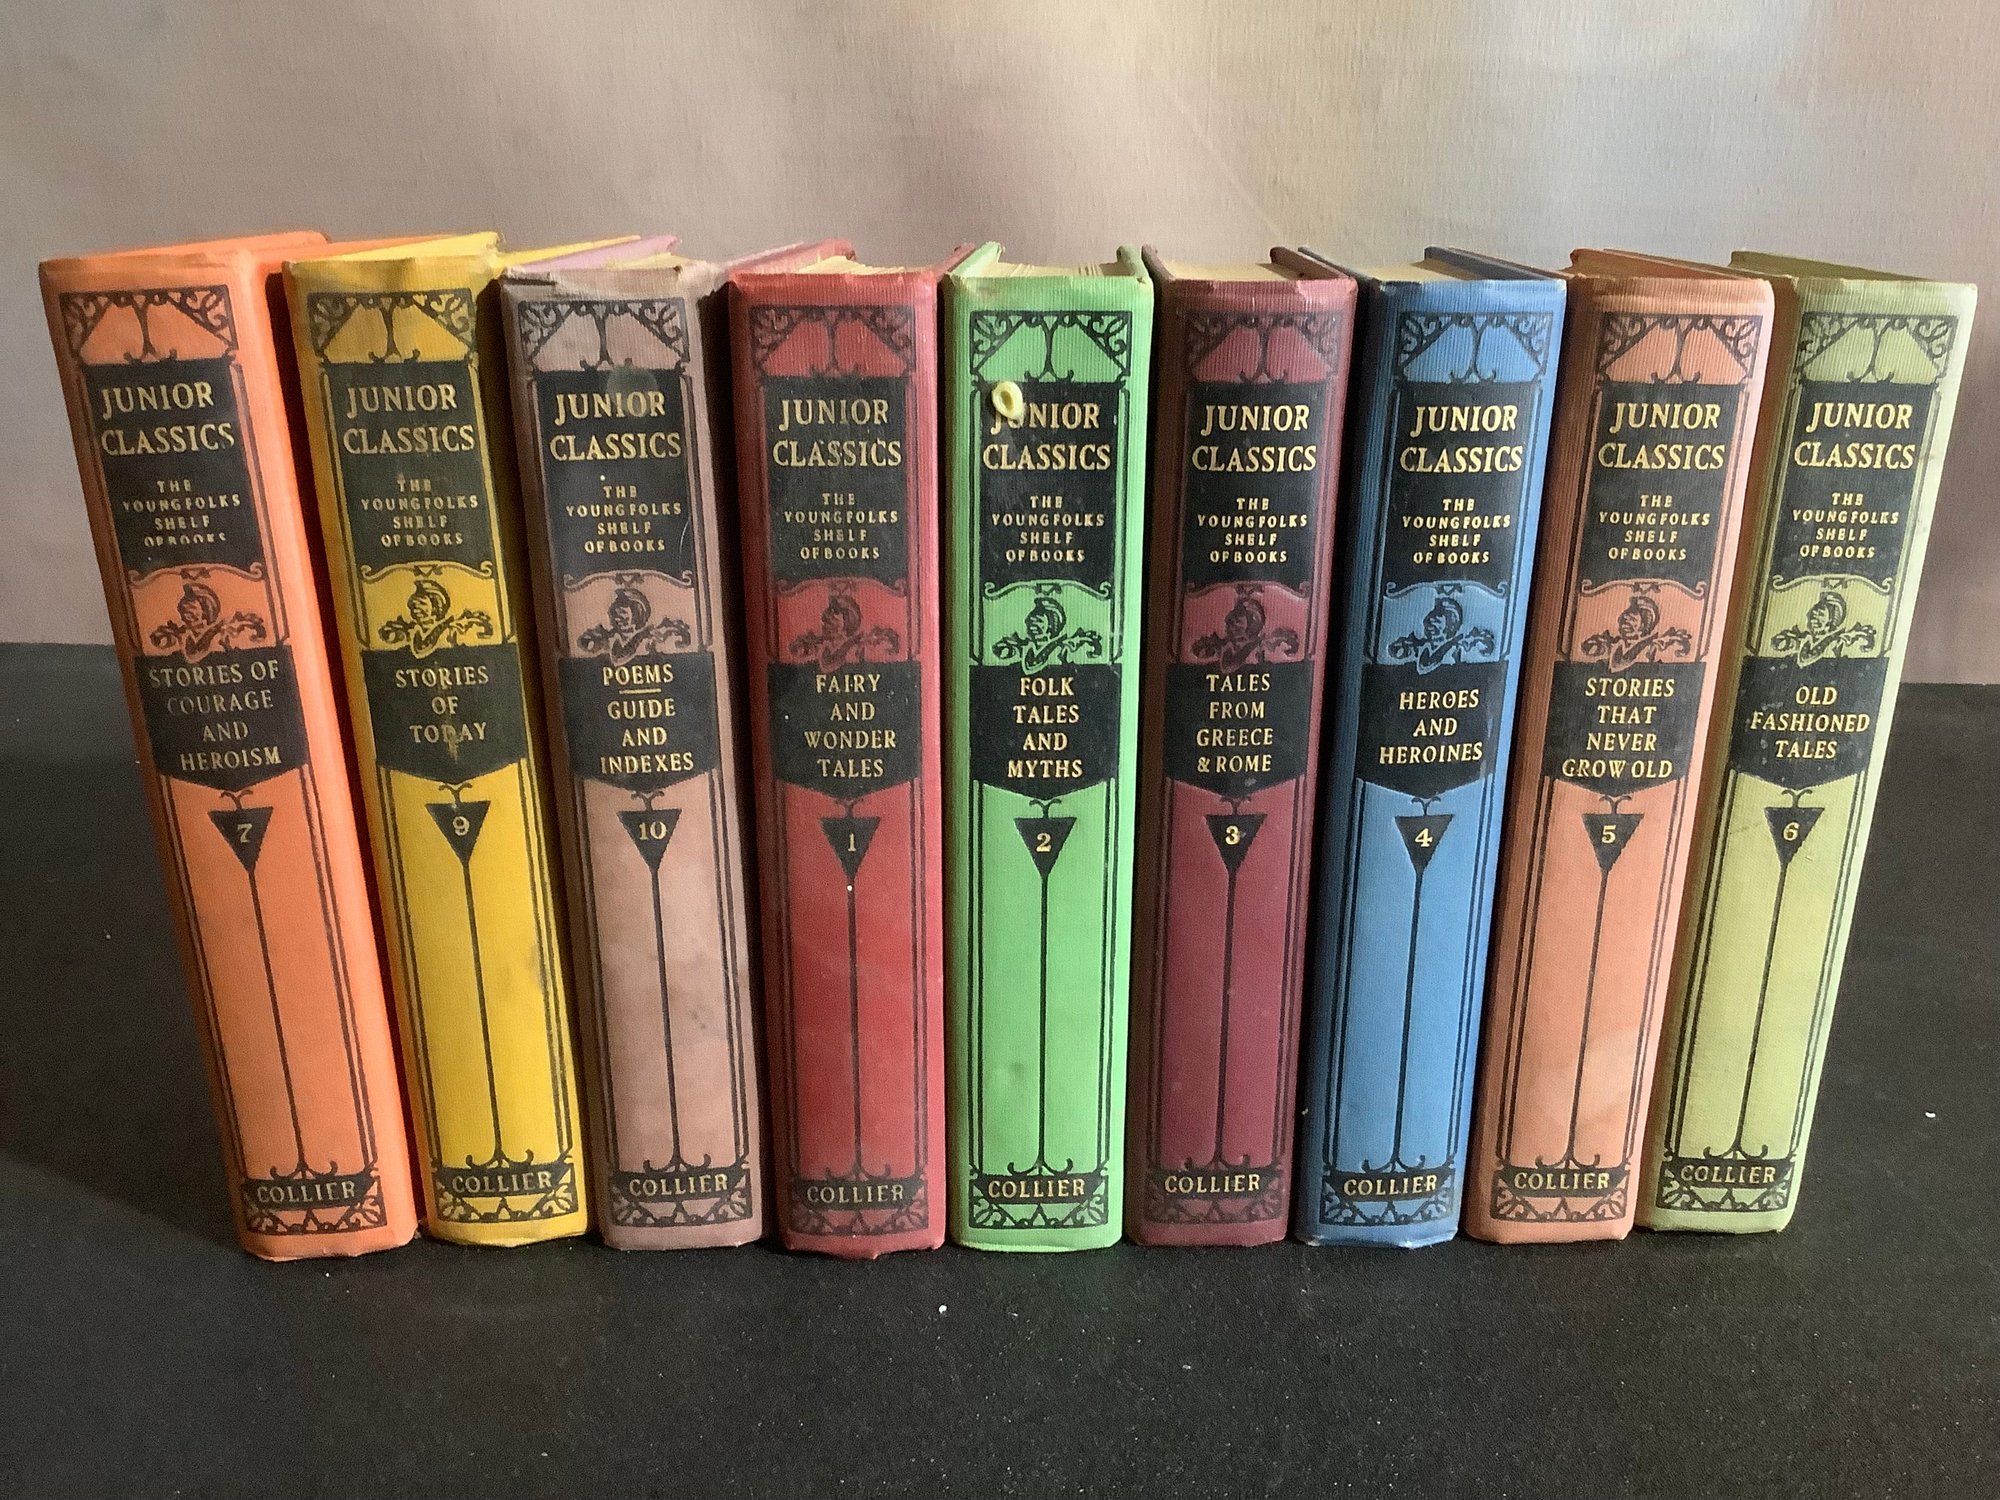 JUNIOR
CLASSICS
THE
YOUNG FOLKS
SHELF
OF BOOKS
STORIES OF
COURAGE
AND
HEROISM
7
COLLIER
JUNIOR
CLASSICS
THE
YOUNG FOLKS
SHELF
OF BOOKS
STORIES
OF
TODAY
9
COLLIER
JUNIOR
CLASSICS
THE
YOUNG FOLKS
SHELF
OF BOOKS
POEMS
GUIDE
AND
INDEXES
10
COLLIER
JUNIOR
CLASSICS
THE
YOUNG FOLKS
SHELF
OF BOOKS
FAIRY
AND
WONDER
TALES
1
COLLIER
JUNIOR
CLASSICS
THE
YOUNG FOLKS
SHELF
OF BOOKS
FOLK
TALES
AND
MYTHS
2
COLLIER
JUNIOR
CLASSICS
THE
YOUNG FOLKS
SHELF
OF BOOKS
TALES
FROM
GREECE
& ROME
3
COLLIER
JUNIOR
CLASSICS
THE
YOUNG FOLKS
SHELF
OF BOOKS
HEROES
AND
HEROINES
4
COLLIER
JUNIOR
CLASSICS
THE
YOUNG FOLKS
SHELF
OF BOOKS
STORIES
THAT
NEVER
GROW OLD
5
COLLIER
JUNIOR
CLASSICS
THE
YOUNG FOLKS
SHELF
OF BOOKS
OLD
FASHIONED
TALES
6
COLLIER